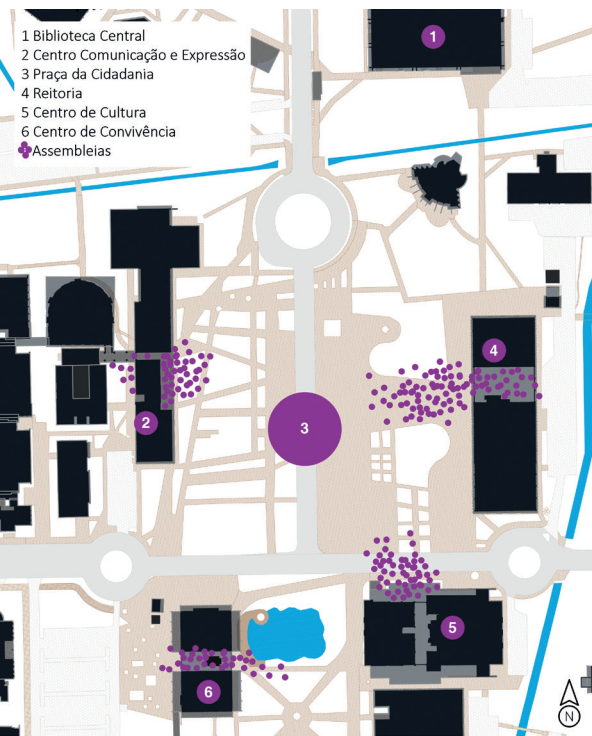 1 Biblioteca Central
2 Centro Comunicação e Expressão
3 Praça da Cidadania
4 Reitoria
5 Centro de Cultura
6 Centro de Convivência
Assembleias
1
4
3
2
5
6
N